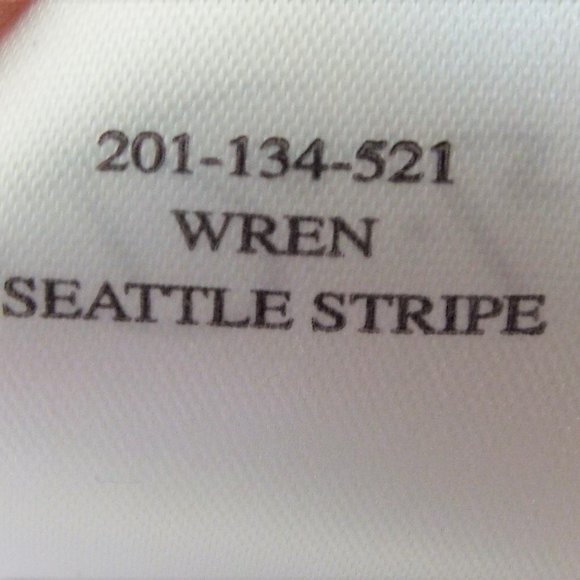 201-134-521
WREN
SEATTLE STRIPE